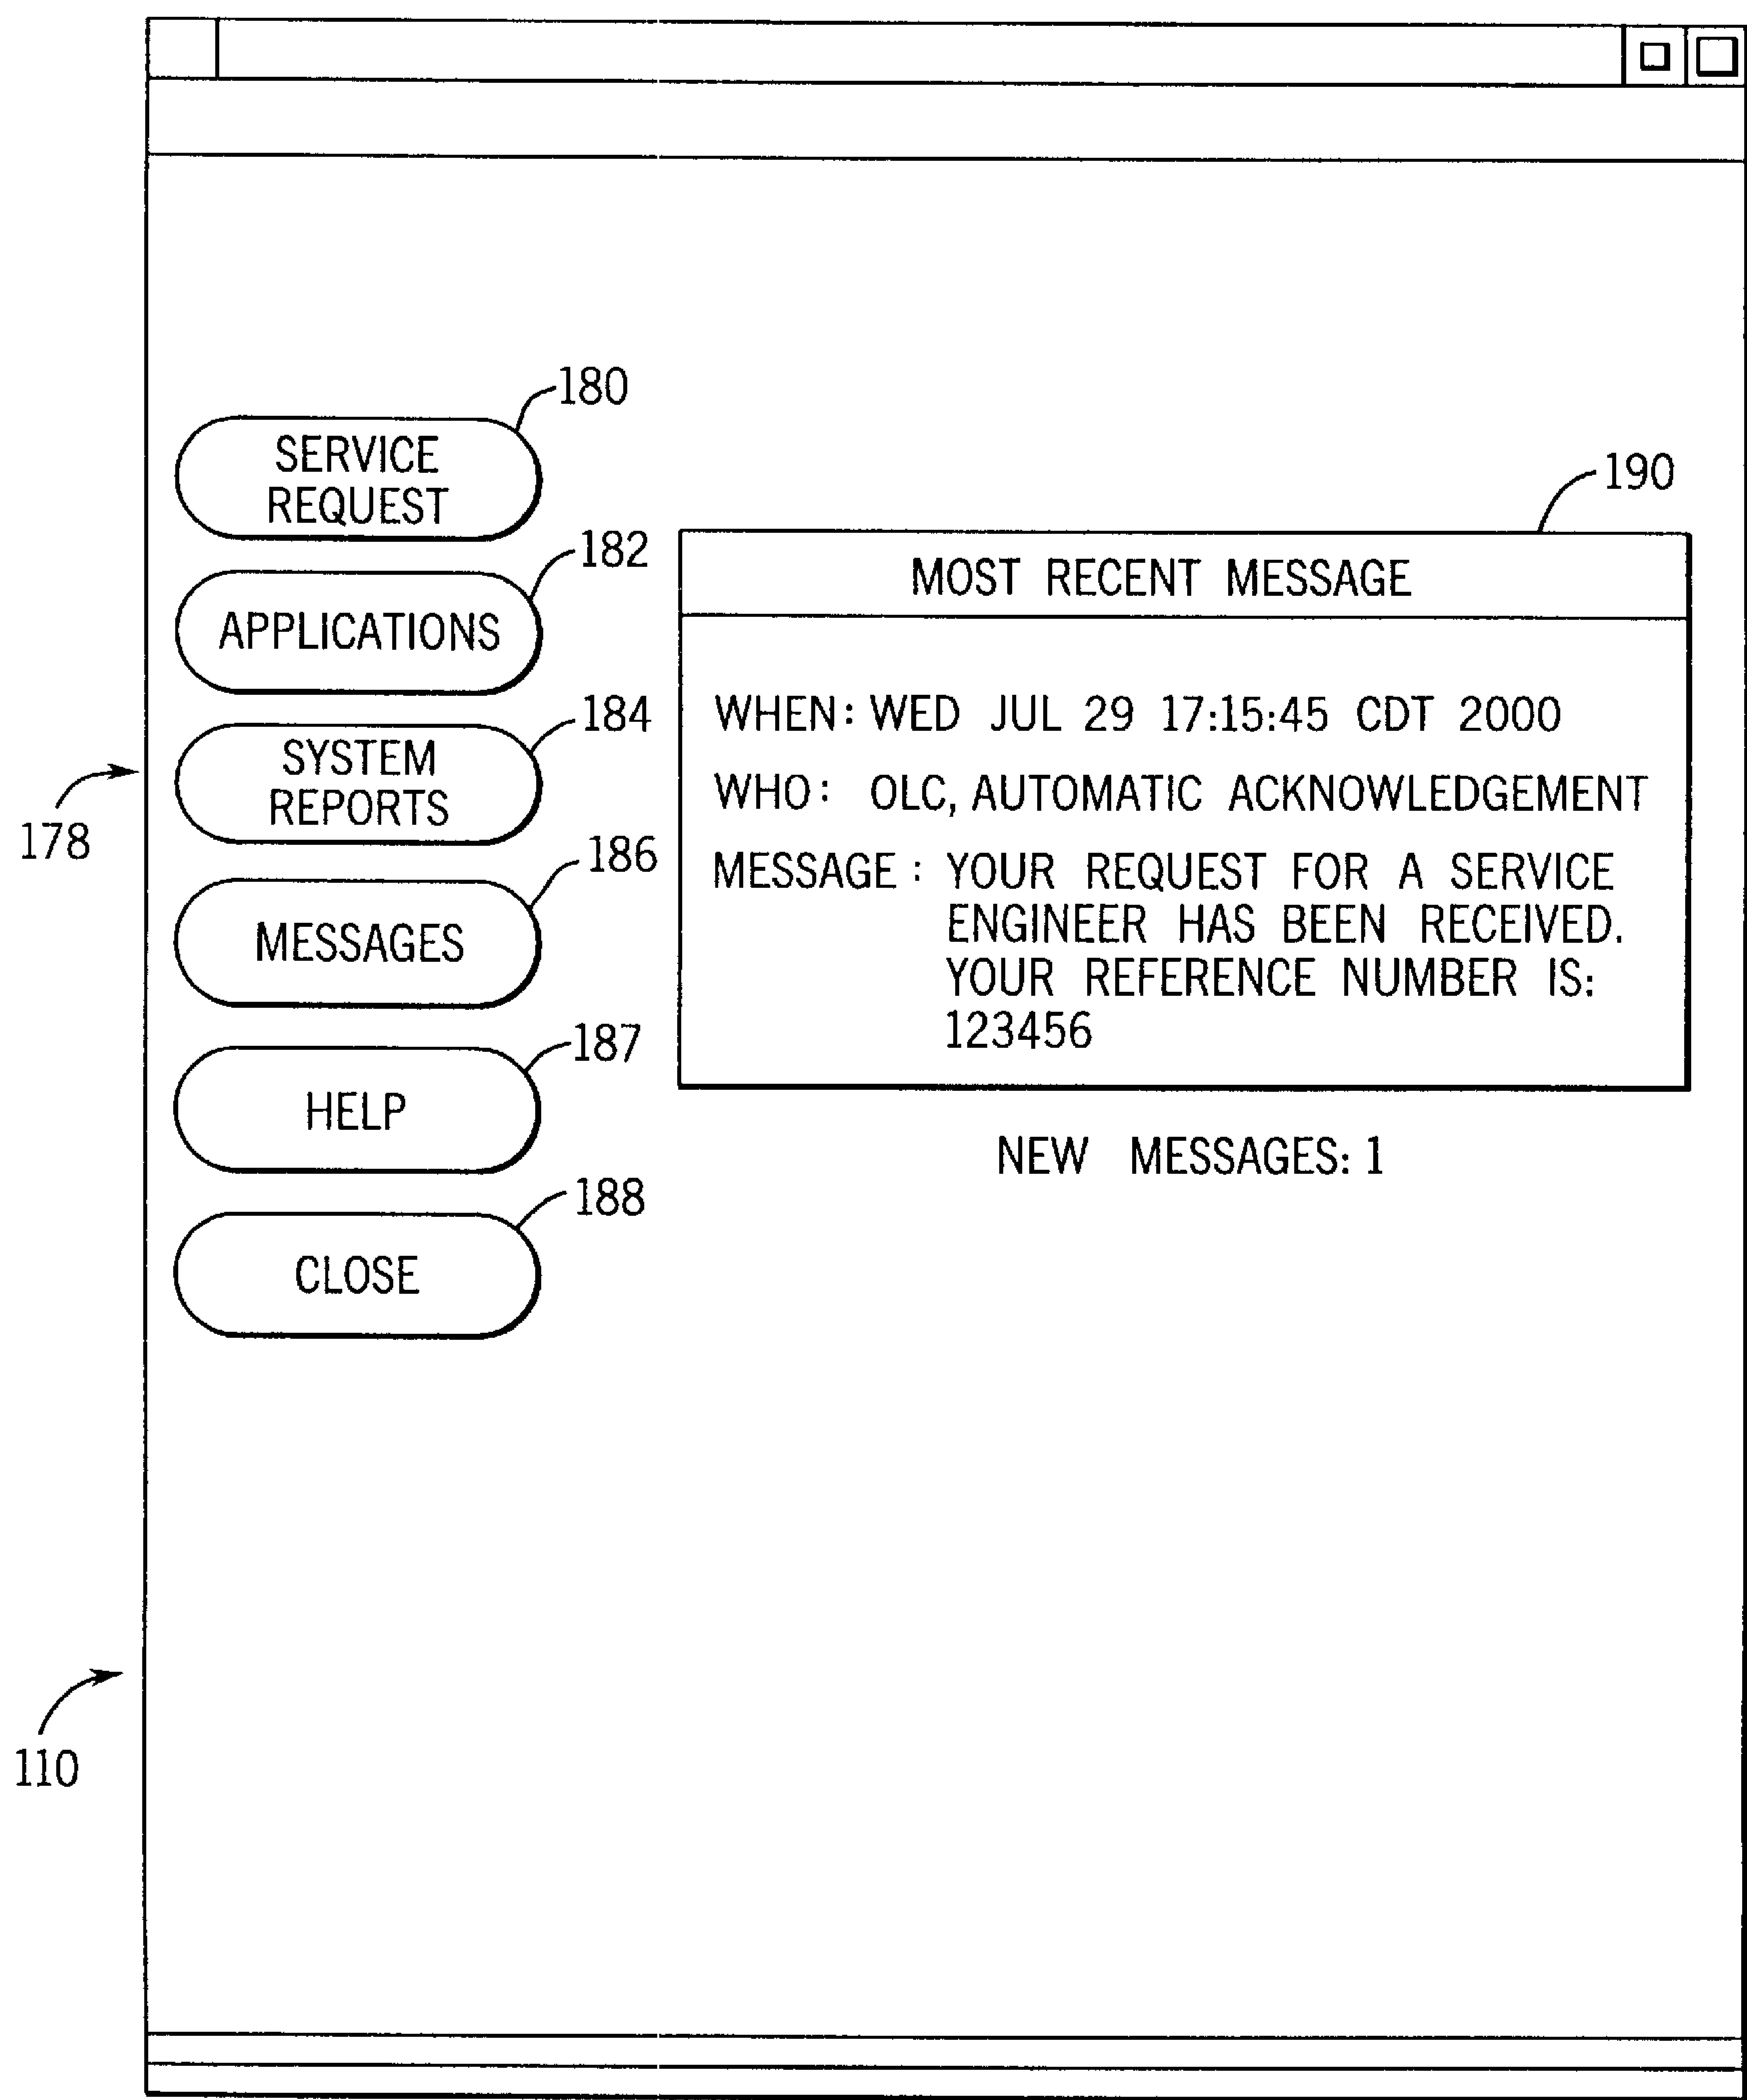 180
SERVICE
REQUEST
190
182
MOST RECENT MESSAGE
APPLICATIONS
184
WHEN: WED JUL 29 17:15:45 CDT 2000
SYSTEM
REPORTS
WHO: OLC, AUTOMATIC ACKNOWLEDGEMENT
178
186
MESSAGE: YOUR REQUEST FOR A SERVICE
ENGINEER HAS BEEN RECEIVED.
YOUR REFERENCE NUMBER IS:
123456
MESSAGES
187
HELP
NEW MESSAGES: 1
188
CLOSE
110